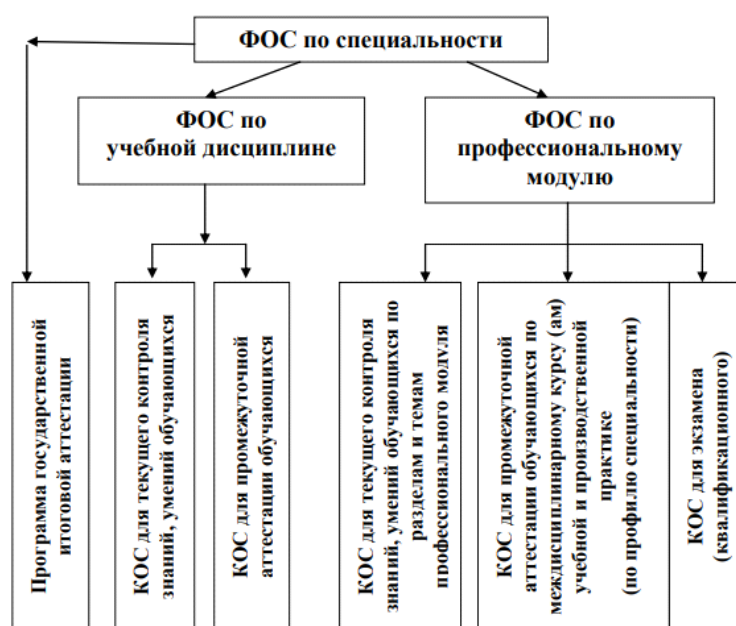 ФОС по специальности
ФОС по
учебной дисциплине
ФОС по
профессиональному
модулю
Программа государственной
итоговой аттестации
КОС для текущего контроля
знаний, умений обучающихся
КОС для промежуточной
аттестации обучающихся
КОС для текущего контроля
знаний, умений обучающихся по
разделам и темам
профессионального модуля
КОС для промежуточной
аттестации обучающихся по
междисциплинарному курсу (ам)
учебной и производственной
практике
(по профилю специальности)
КОС для экзамена
(квалификационного)